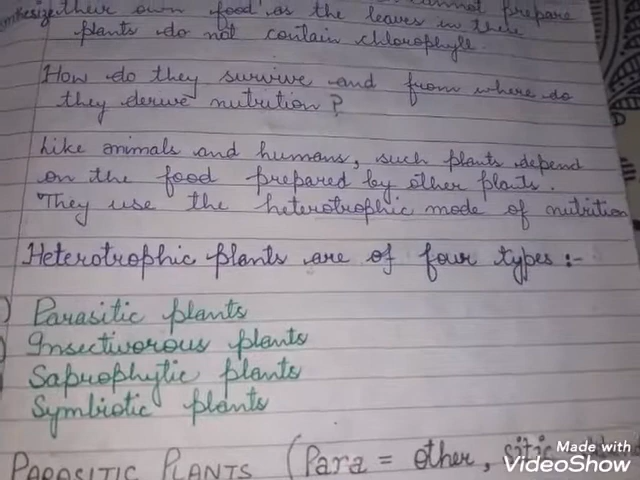 their own food as the leaves in these
plants do not contain chlorophyle.
How do they survive and from where do
they derive nutrition?
Like animals and humans, such plants depend
on the food prepared by other plants.
They use the heterotrophic mode of nutrition
Heterotrophic plants are of four types :-
Parasitic plants
Insectivorous plants
Saprophytic plants
Symbiotic plants
PARASITIC PLANTS (Para = other,
Made with
VideoShow